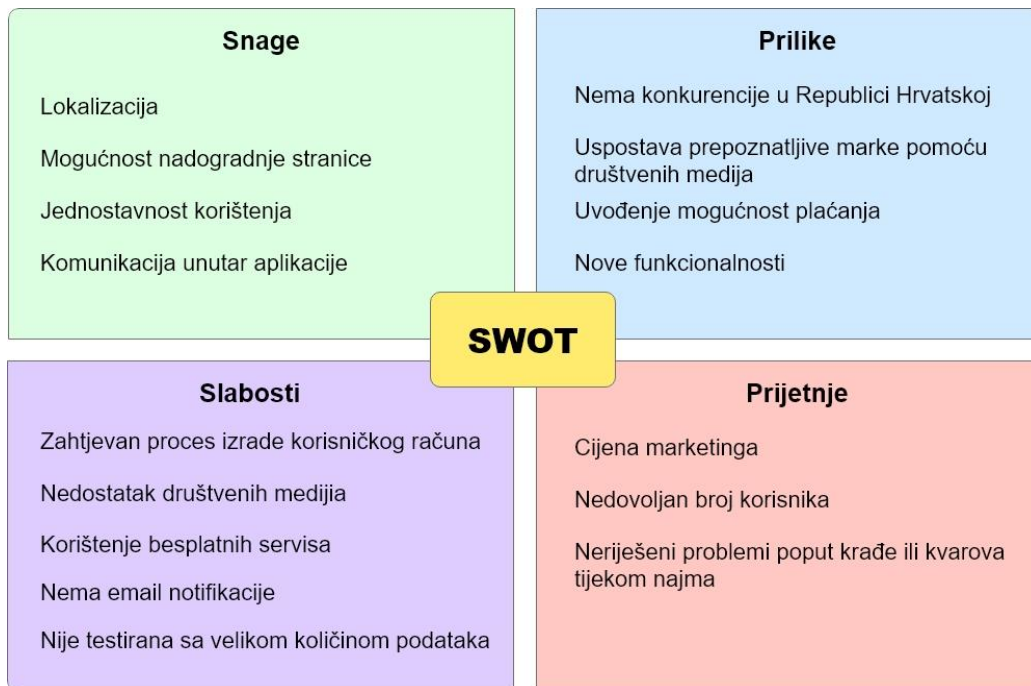 Snage
Lokalizacija
Mogućnost nadogradnje stranice
Jednostavnost korištenja
Komunikacija unutar aplikacije
Prilike
Nema konkurencije u Republici Hrvatskoj
Uspostava prepoznatljive marke pomoću
društvenih medija
Uvođenje mogućnost plaćanja
Nove funkcionalnosti
SWOT
Slabosti
Zahtjevan proces izrade korisničkog računa
Nedostatak društvenih medijia
Korištenje besplatnih servisa
Nema email notifikacije
Nije testirana sa velikom količinom podataka
Prijetnje
Cijena marketinga
Nedovoljan broj korisnika
Neriješeni problemi poput krađe ili kvarova
tijekom najma